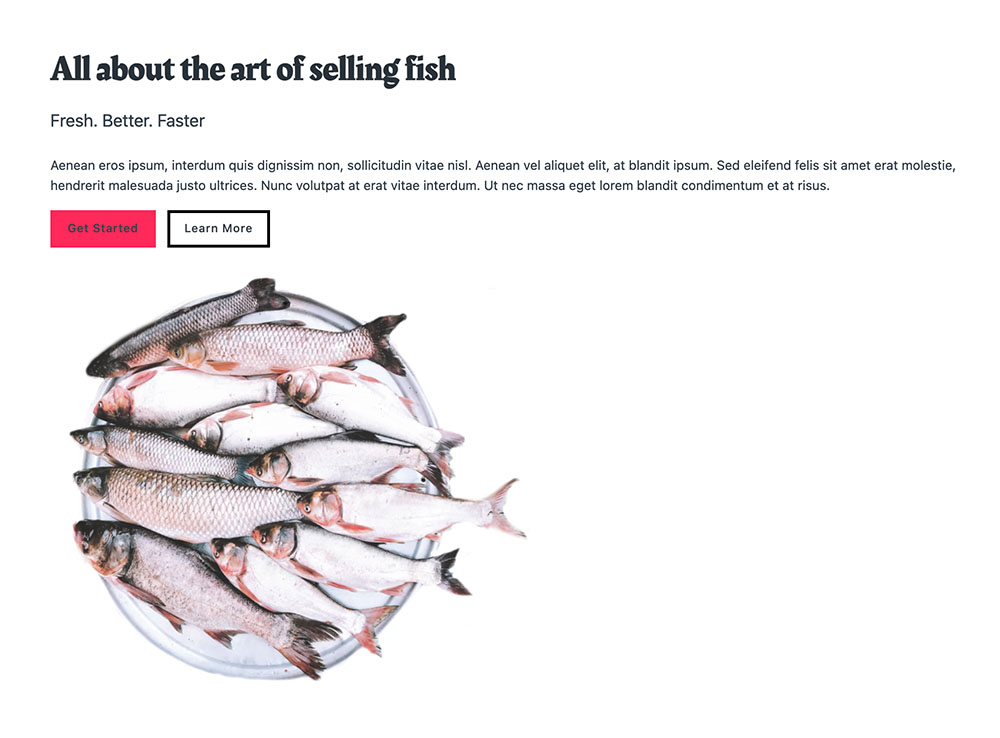 All about the art of selling fish
Fresh. Better. Faster
Aenean eros ipsum, interdum quis dignissim non, sollicitudin vitae nisl. Aenean vel aliquet elit, at blandit ipsum. Sed eleifend felis sit amet erat molestie,
hendrerit malesuada justo ultrices. Nunc volutpat at erat vitae interdum. Ut nec massa eget lorem blandit condimentum et at risus.
Get Started
Learn More